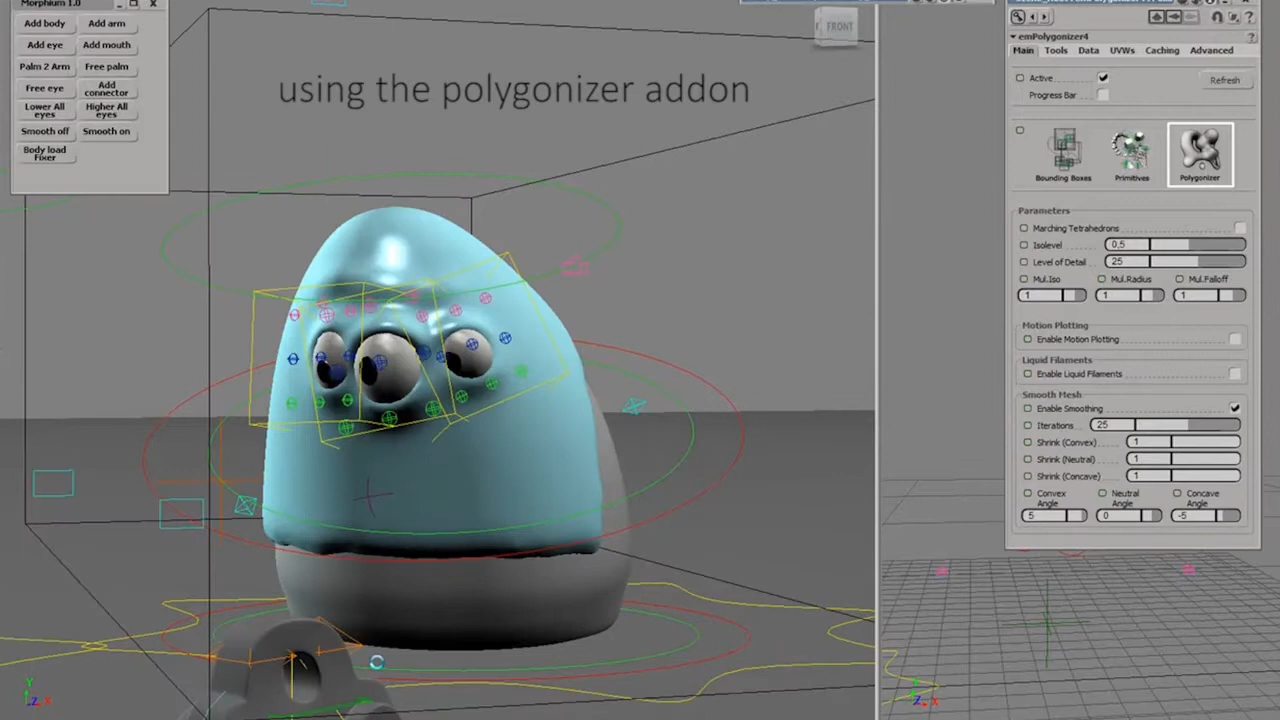 Morphium 1.0
Add body
Add arm
Add eye
Add mouth
Palm 2 Arm
Free palm
Free eye
Add connector
Lower All eyes
Higher All eyes
Smooth off
Smooth on
Body load Fixer
using the polygonizer addon
FRONT
emPolygonizer4
?
Main
Tools
Data
UVWs
Caching
Advanced
Active
Refresh
Progress Bar
Bounding Boxes
Primitives
Polygonizer
Parameters
Marching Tetrahedrons
Isolevel
0,5
Level of Detail
25
Mul.Iso
Mul.Radius
Mul.Falloff
1
1
1
Motion Plotting
Enable Motion Plotting
Liquid Filaments
Enable Liquid Filaments
Smooth Mesh
Enable Smoothing
Iterations
25
Shrink (Convex)
1
Shrink (Neutral)
1
Shrink (Concave)
1
Convex Angle
Neutral Angle
Concave Angle
5
0
-5
Y
Z
X
Y
Z
X